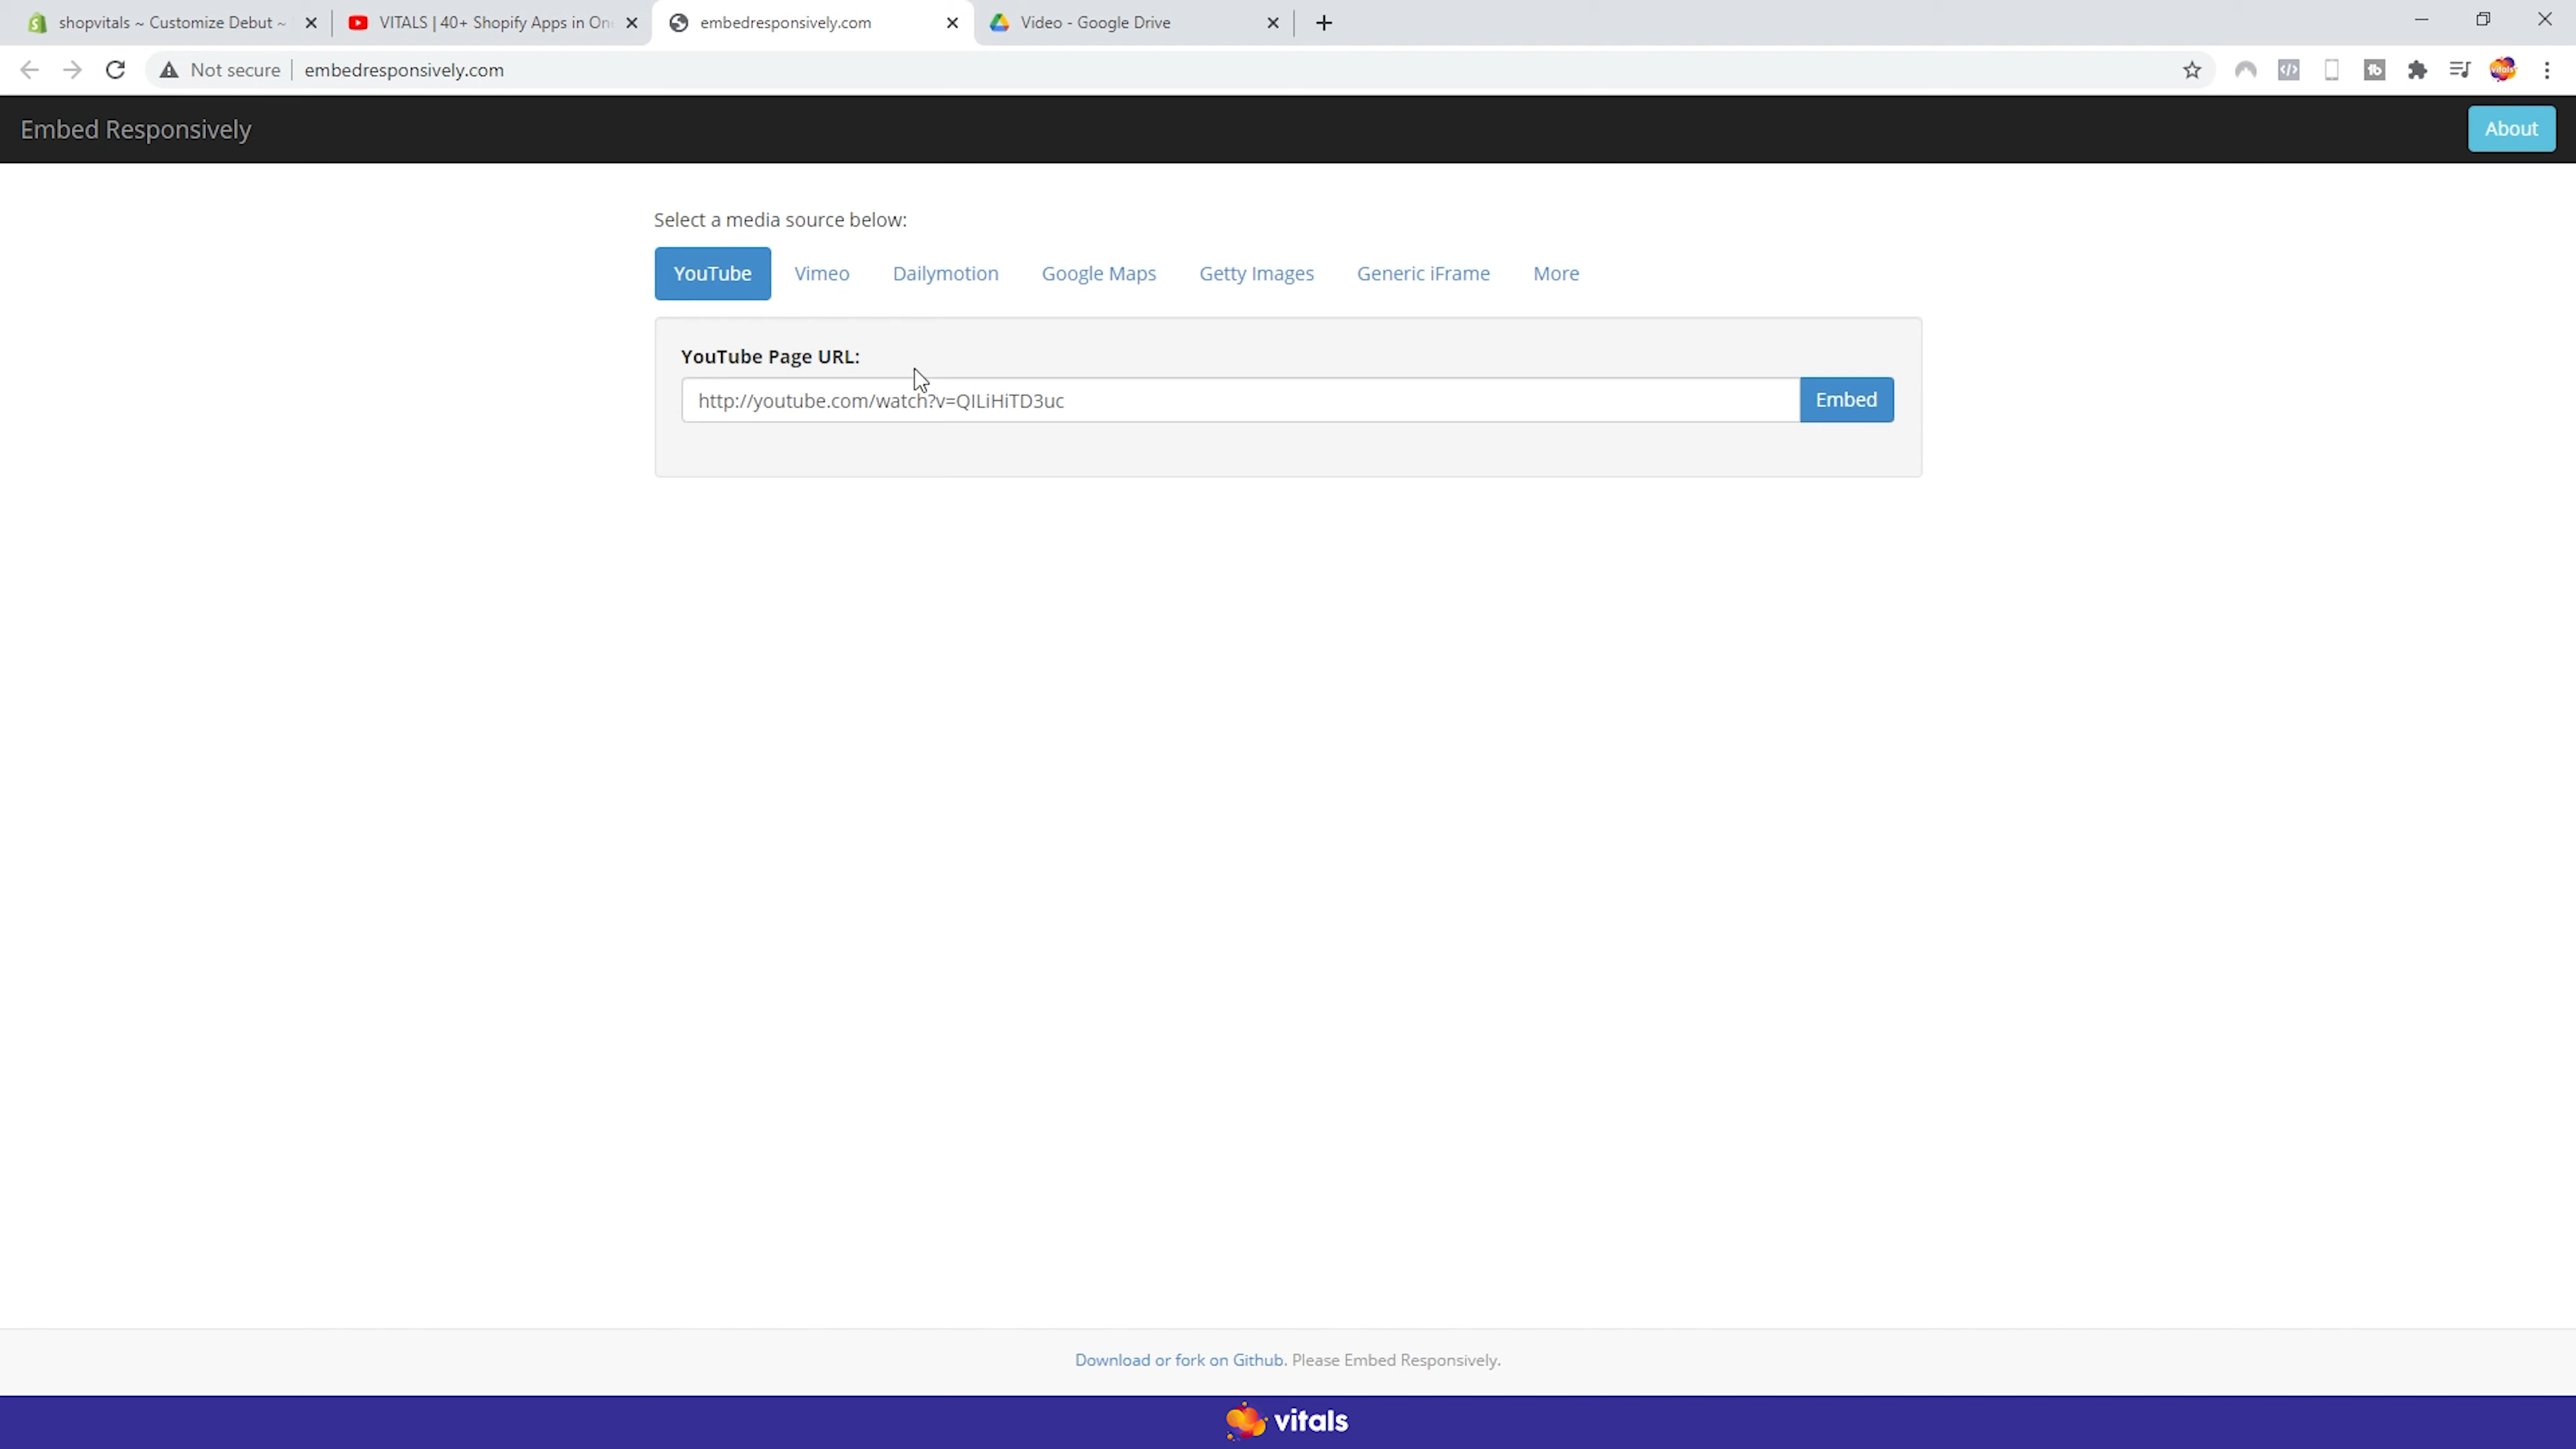 shopvitals ~ Customize Debut ~
VITALS | 40+ Shopify Apps in On
embedresponsively.com
Video - Google Drive
Not secure
embedresponsively.com
Embed Responsively
About
Select a media source below:
YouTube
Vimeo
Dailymotion
Google Maps
Getty Images
Generic iFrame
More
YouTube Page URL:
http://youtube.com/watch?v=QILiHiTD3uc
Embed
Download or fork on Github. Please Embed Responsively.
vitals